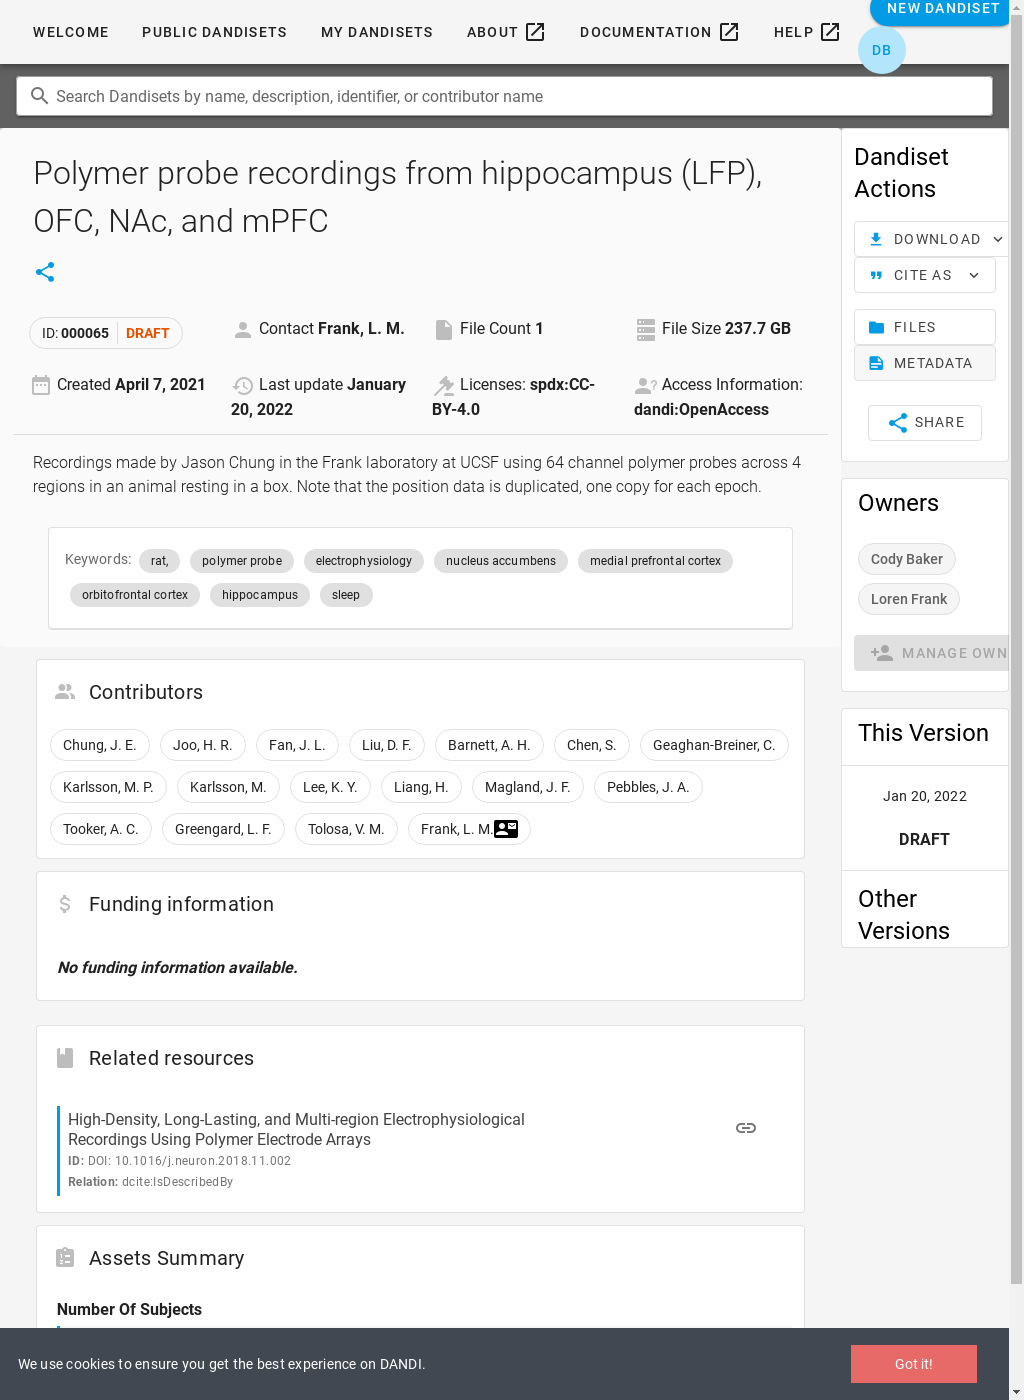 WELCOME PUBLIC DANDISETS MY DANDISETS ABOUT DOCUMENTATION HELP NEW DANDISET
DB
Search Dandisets by name, description, identifier, or contributor name
Polymer probe recordings from hippocampus (LFP),
OFC, NAc, and mPFC
ID: 000065 DRAFT
Contact Frank, L. M.
File Count 1
File Size 237.7 GB
Created April 7, 2021
Last update January
20, 2022
Licenses: spdx:CC-
BY-4.0
Access Information:
dandi:OpenAccess
Recordings made by Jason Chung in the Frank laboratory at UCSF using 64 channel polymer probes across 4
regions in an animal resting in a box. Note that the position data is duplicated, one copy for each epoch.
Keywords: rat, polymer probe electrophysiology nucleus accumbens medial prefrontal cortex
orbitofrontal cortex hippocampus sleep
Contributors
Chung, J. E. Joo, H. R. Fan, J. L. Liu, D. F. Barnett, A. H. Chen, S. Geaghan-Breiner, C.
Karlsson, M. P. Karlsson, M. Lee, K. Y. Liang, H. Magland, J. F. Pebbles, J. A.
Tooker, A. C. Greengard, L. F. Tolosa, V. M. Frank, L. M.
Funding information
No funding information available.
Related resources
High-Density, Long-Lasting, and Multi-region Electrophysiological
Recordings Using Polymer Electrode Arrays
ID: DOI: 10.1016/j.neuron.2018.11.002
Relation: dcite:IsDescribedBy
Assets Summary
Number Of Subjects
Dandiset
Actions
DOWNLOAD
CITE AS
FILES
METADATA
SHARE
Owners
Cody Baker
Loren Frank
MANAGE OWN
This Version
Jan 20, 2022
DRAFT
Other
Versions
We use cookies to ensure you get the best experience on DANDI.
Got it!